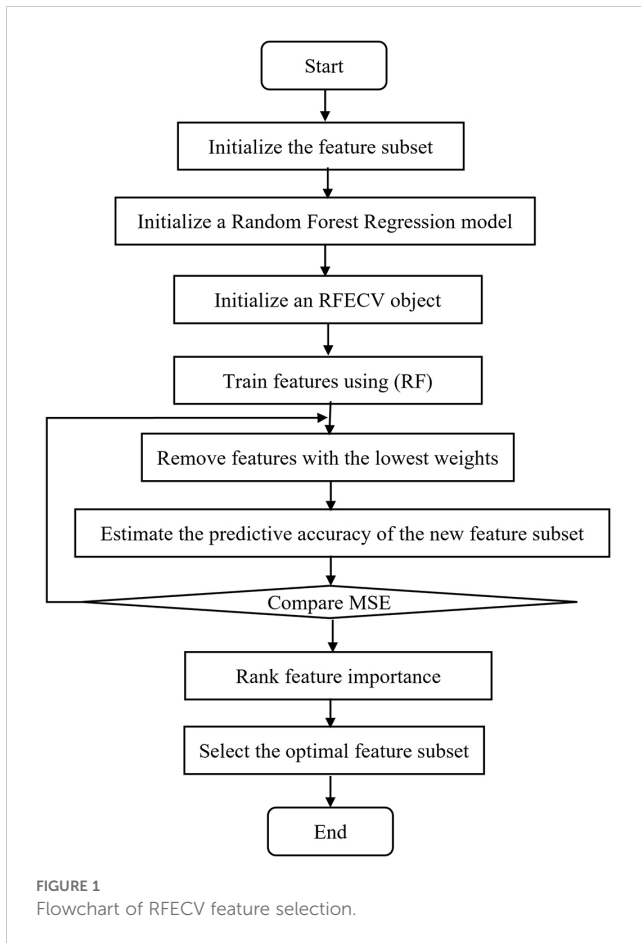 Start
Initialize the feature subset
Initialize a Random Forest Regression model
Initialize an RFECV object
Train features using (RF)
Remove features with the lowest weights
Estimate the predictive accuracy of the new feature subset
Compare MSE
Rank feature importance
Select the optimal feature subset
End
FIGURE 1
Flowchart of RFECV feature selection.